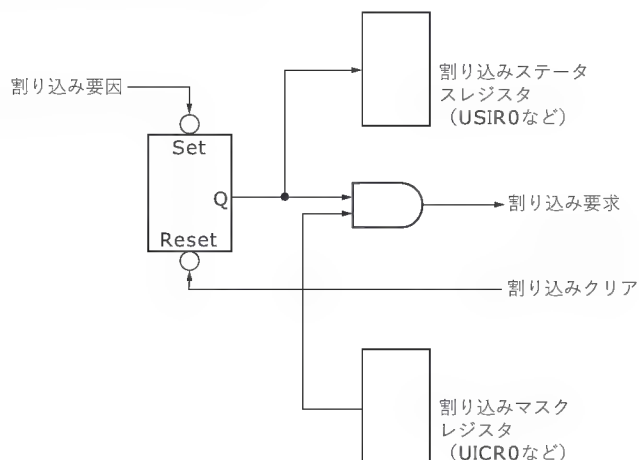 割り込みステータ
スレジスタ
（USIR0など）
割り込み要因
Set
Q
Reset
割り込み要求
割り込みクリア
割り込みマスク
レジスタ
（UICR0など）